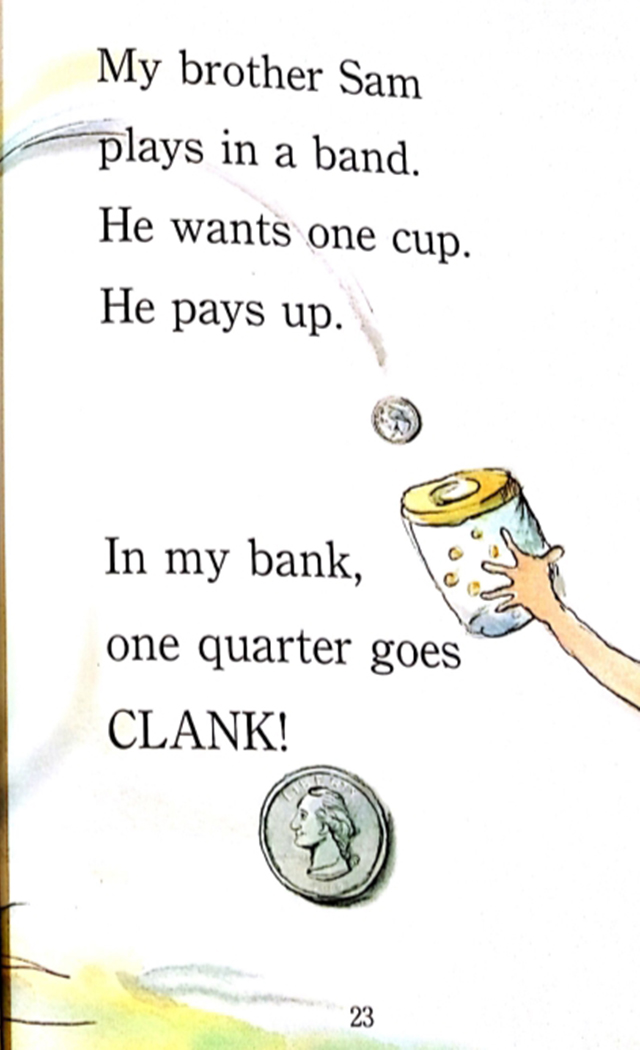 My brother Sam
plays in a band.
He wants one cup.
He pays up.
In my bank,
one quarter goes
CLANK!
23